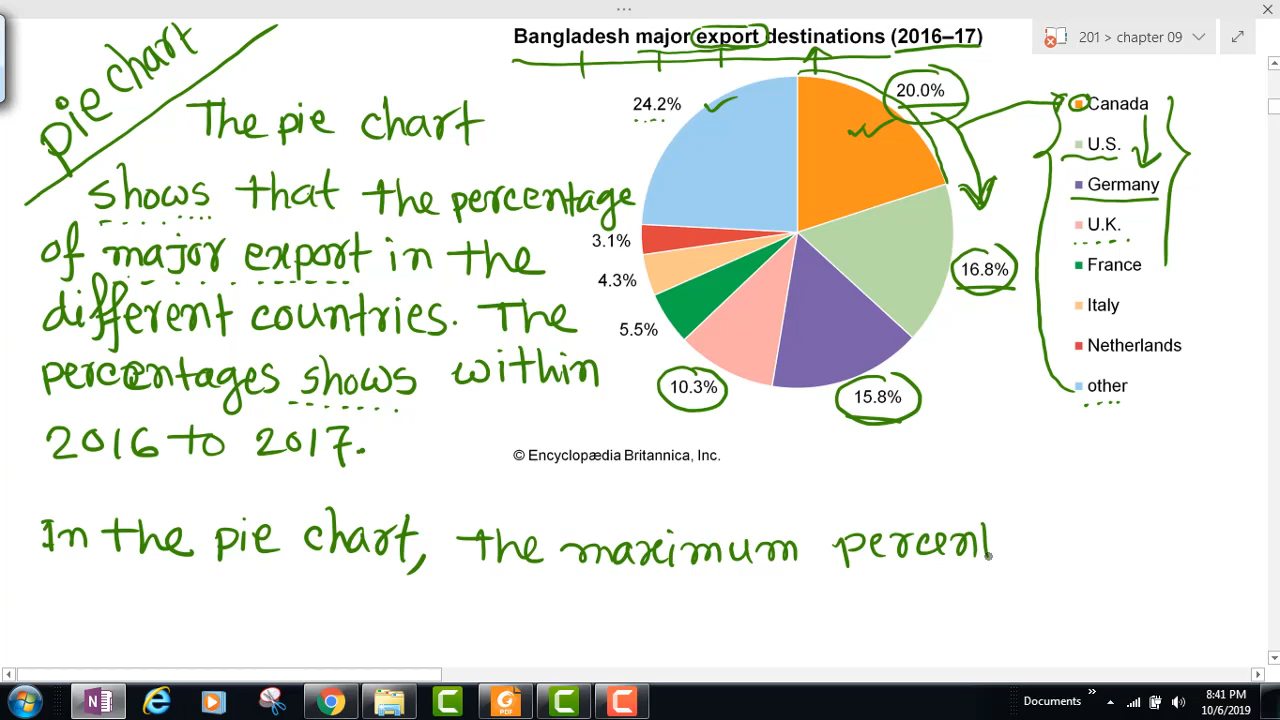 Bangladesh major export destinations (2016–17)
201 > chapter 09
pie chart
The pie chart
shows that the percentage
of major export in the
different countries. The
percentages shows within
2016 to 2017.
In the pie chart, the maximum percent
24.2%
20.0%
3.1%
16.8%
4.3%
5.5%
10.3%
15.8%
Canada
U.S.
Germany
U.K.
France
Italy
Netherlands
other
© Encyclopædia Britannica, Inc.
Documents
8:41 PM
10/6/2019
PDF